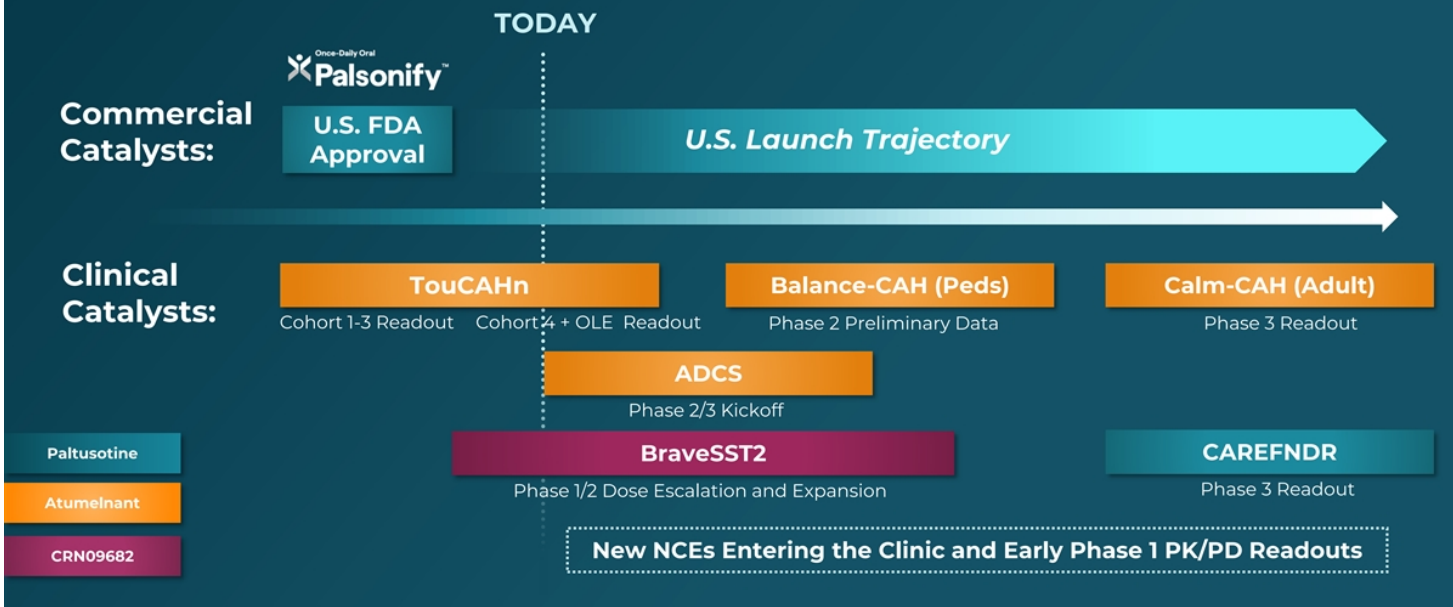 TODAY
Once-Daily Oral
Palsonify™
Commercial
Catalysts:
U.S. FDA
Approval
U.S. Launch Trajectory
Clinical
Catalysts:
TouCAHn
Cohort 1-3 Readout
Cohort 4 + OLE Readout
Balance-CAH (Peds)
Phase 2 Preliminary Data
Calm-CAH (Adult)
Phase 3 Readout
ADCS
Phase 2/3 Kickoff
BraveSST2
Phase 1/2 Dose Escalation and Expansion
CAREFNDR
Phase 3 Readout
Paltusotine
Atumelnant
CRN09682
New NCEs Entering the Clinic and Early Phase 1 PK/PD Readouts